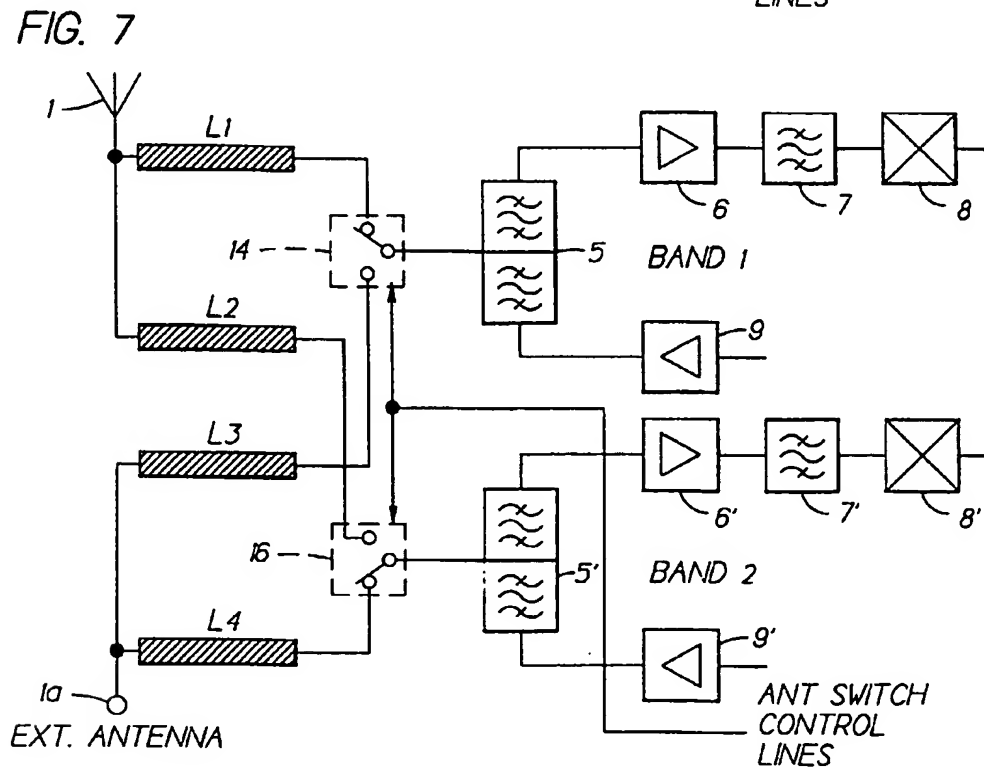 LINES
FIG. 7
1
L1
6
7
8
14
5
BAND 1
L2
9
L3
6'
7'
8'
16
5'
BAND 2
L4
9'
1a
EXT. ANTENNA
ANT SWITCH
CONTROL
LINES